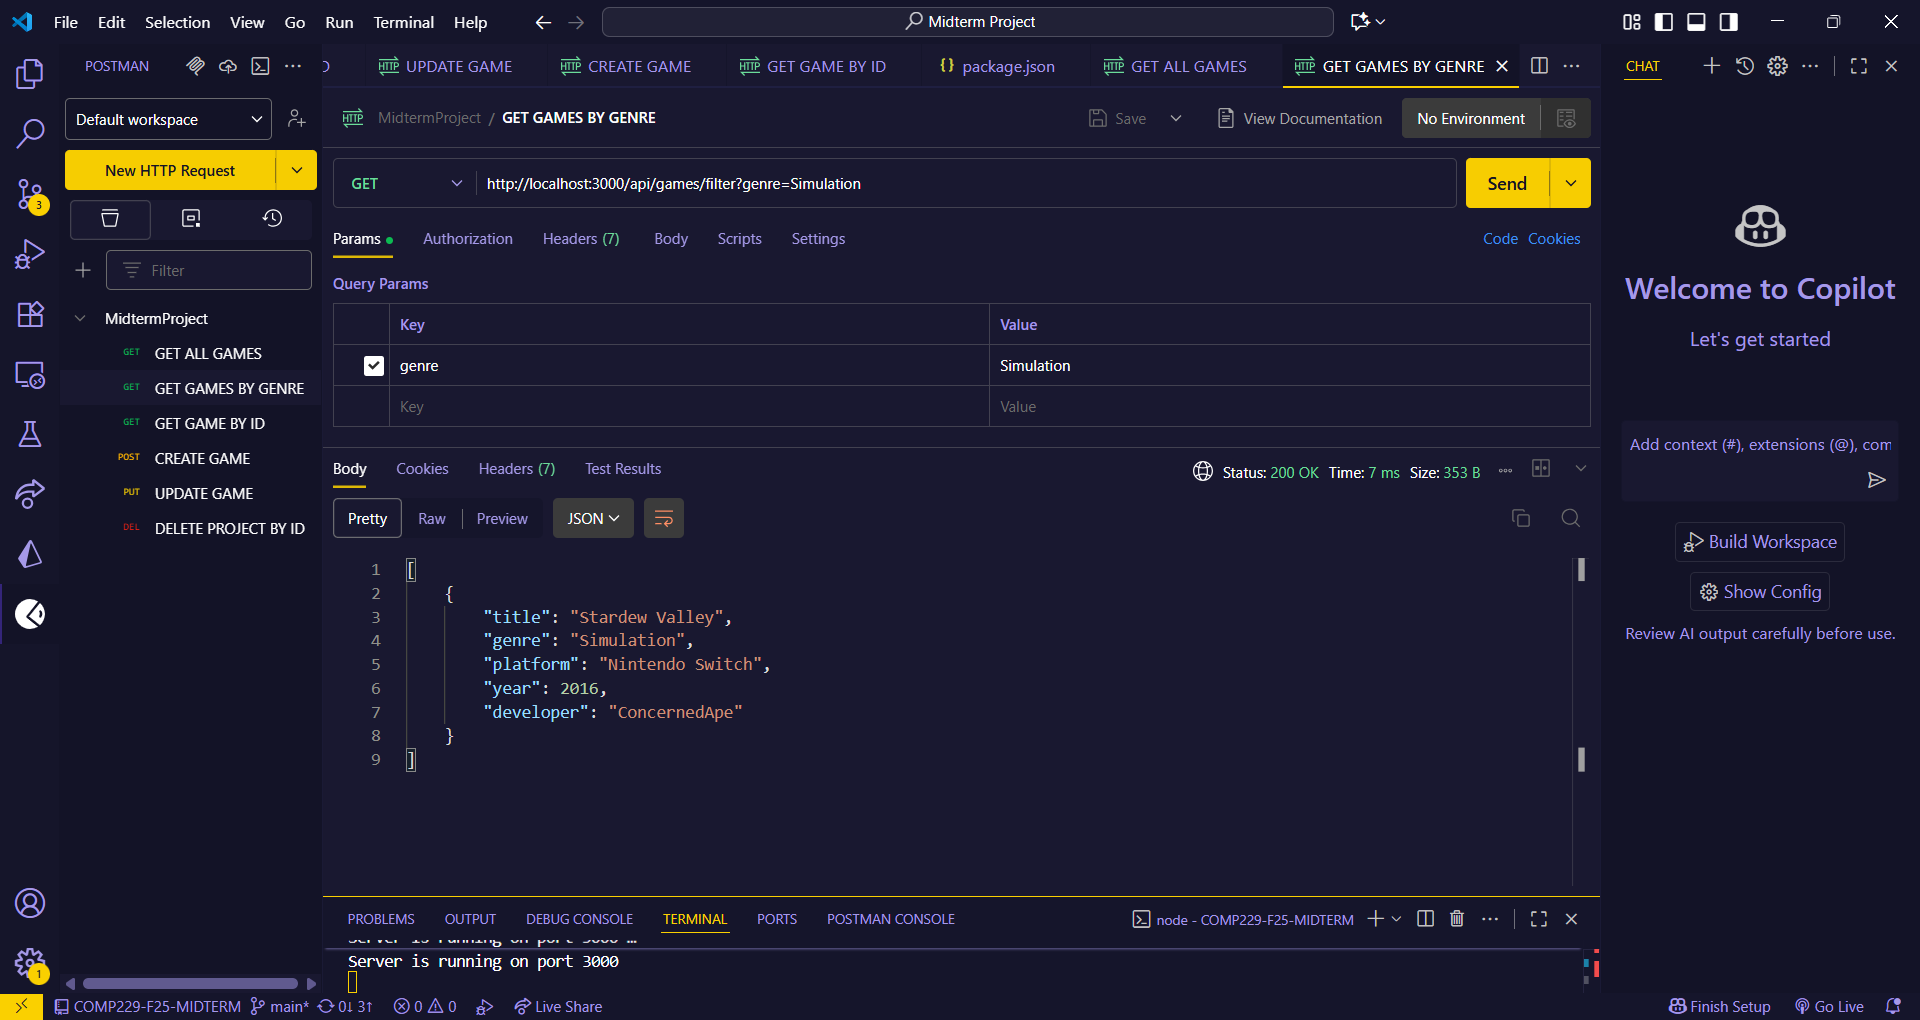 File Edit Selection View Go Run Terminal Help
Midterm Project
POSTMAN
UPDATE GAME
CREATE GAME
GET GAME BY ID
{} package.json
GET ALL GAMES
GET GAMES BY GENRE
CHAT
Default workspace
New HTTP Request
Filter
MidtermProject
GET GET ALL GAMES
GET GET GAMES BY GENRE
GET GET GAME BY ID
POST CREATE GAME
PUT UPDATE GAME
DEL DELETE PROJECT BY ID
HTTP MidtermProject / GET GAMES BY GENRE
Save
View Documentation
No Environment
GET http://localhost:3000/api/games/filter?genre=Simulation
Send
Params Authorization Headers (7) Body Scripts Settings
Code Cookies
Query Params
Key Value
genre Simulation
Key Value
Body Cookies Headers (7) Test Results
Status: 200 OK Time: 7 ms Size: 353 B
Pretty Raw Preview JSON
1 [
2 {
3 "title": "Stardew Valley",
4 "genre": "Simulation",
5 "platform": "Nintendo Switch",
6 "year": 2016,
7 "developer": "ConcernedApe"
8 }
9 ]
PROBLEMS OUTPUT DEBUG CONSOLE TERMINAL PORTS POSTMAN CONSOLE
node - COMP229-F25-MIDTERM
Server is running on port 3000
Welcome to Copilot
Let's get started
Add context (#), extensions (@), com
Build Workspace
Show Config
Review AI output carefully before use.
3
1
COMP229-F25-MIDTERM main* 0↓ 3↑ 0 0 Live Share
Finish Setup Go Live